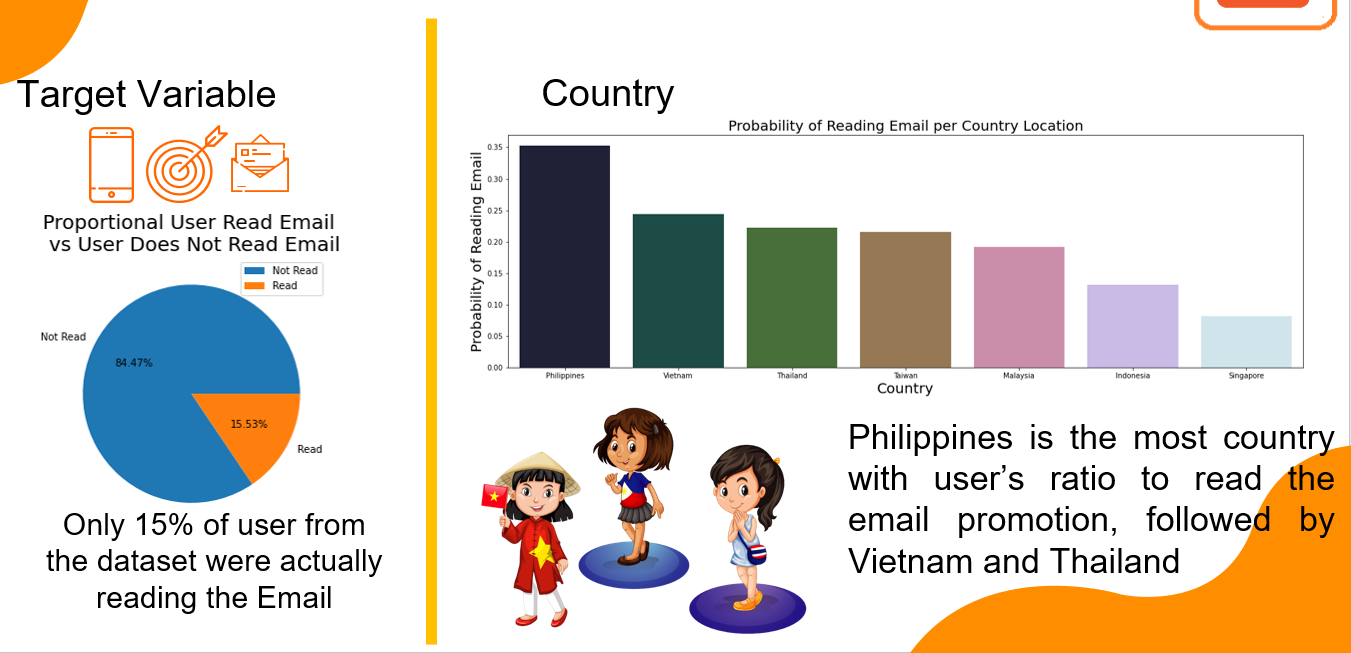 Target Variable
Proportional User Read Email
vs User Does Not Read Email
Not Read
Read
Not Read
84.47%
15.53%
Read
Only 15% of user from
the dataset were actually
reading the Email
Country
Probability of Reading Email per Country Location
Probability of Reading Email
0.35
0.30
0.25
0.20
0.15
0.10
0.05
0.00
Philippines Vietnam Thailand Taiwan Malaysia Indonesia Singapore
Country
Philippines is the most country
with user’s ratio to read the
email promotion, followed by
Vietnam and Thailand